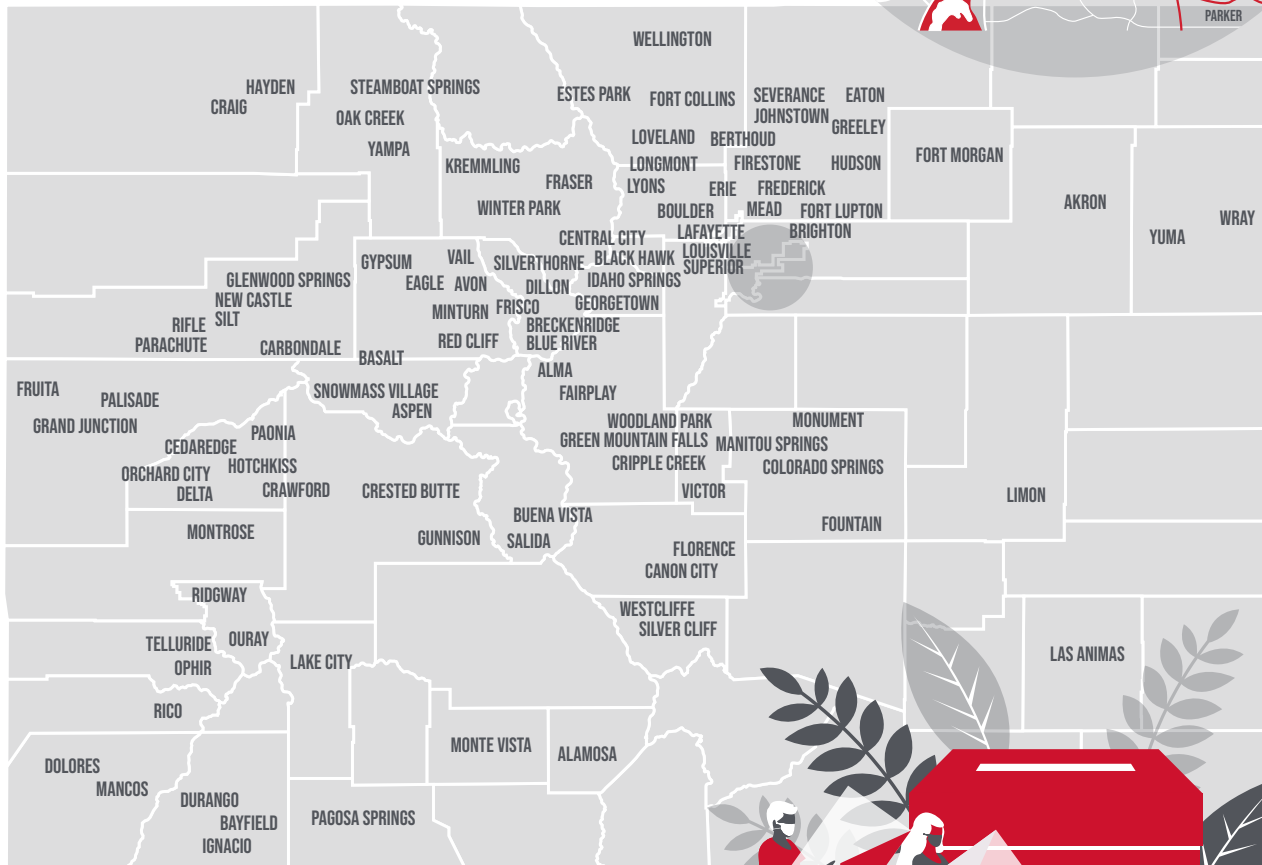 PARKER
WELLINGTON
HAYDEN
STEAMBOAT SPRINGS
ESTES PARK
FORT COLLINS
SEVERANCE
EATON
CRAIG
OAK CREEK
JOHNSTOWN
GREELEY
LOVELAND
BERTHOUD
YAMPA
KREMMLING
LONGMONT
FIRESTONE
HUDSON
FORT MORGAN
FRASER
LYONS
ERIE
FREDERICK
AKRON
WINTER PARK
BOULDER
MEAD
FORT LUPTON
WRAY
LAFAYETTE
BRIGHTON
YUMA
CENTRAL CITY
LOUISVILLE
BLACK HAWK
GYPSUM
VAIL
SILVERTHORNE
SUPERIOR
GLENWOOD SPRINGS
EAGLE
AVON
DILLON
IDAHO SPRINGS
NEW CASTLE
GEORGETOWN
MINTURN
FRISCO
SILT
RIFLE
BRECKENRIDGE
PARACHUTE
CARBONDALE
RED CLIFF
BLUE RIVER
BASALT
ALMA
FRUITA
PALISADE
SNOWMASS VILLAGE
FAIRPLAY
ASPEN
GRAND JUNCTION
WOODLAND PARK
MONUMENT
PAONIA
GREEN MOUNTAIN FALLS
MANITOU SPRINGS
CEDAREDGE
HOTCHKISS
CRIPPLE CREEK
COLORADO SPRINGS
ORCHARD CITY
DELTA
CRAWFORD
CRESTED BUTTE
VICTOR
LIMON
BUENA VISTA
FOUNTAIN
MONTROSE
GUNNISON
SALIDA
FLORENCE
CANON CITY
RIDGWAY
WESTCLIFFE
SILVER CLIFF
TELLURIDE
OURAY
OPHIR
LAKE CITY
LAS ANIMAS
RICO
MONTE VISTA
ALAMOSA
DOLORES
MANCOS
DURANGO
BAYFIELD
PAGOSA SPRINGS
IGNACIO